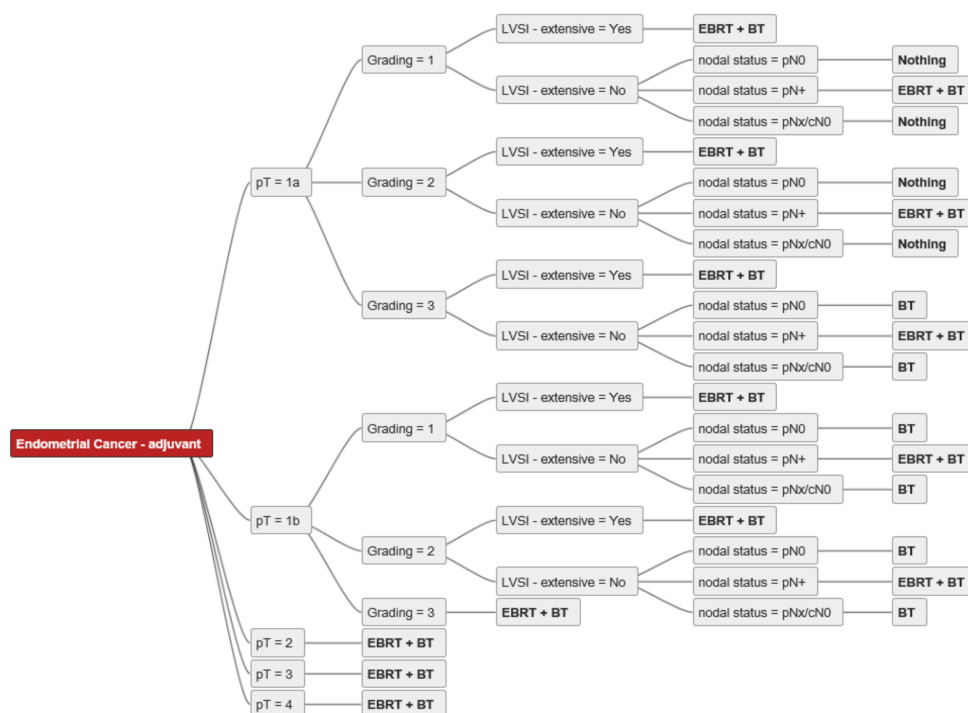 LVSI - extensive = Yes EBRT + BT
Grading = 1 nodal status = pN0 Nothing
LVSI - extensive = No nodal status = pN+ EBRT + BT
nodal status = pNx/cN0 Nothing
LVSI - extensive = Yes EBRT + BT
pT = 1a Grading = 2 nodal status = pN0 Nothing
LVSI - extensive = No nodal status = pN+ EBRT + BT
nodal status = pNx/cN0 Nothing
LVSI - extensive = Yes EBRT + BT
Grading = 3 nodal status = pN0 BT
LVSI - extensive = No nodal status = pN+ EBRT + BT
nodal status = pNx/cN0 BT
LVSI - extensive = Yes EBRT + BT
Grading = 1 nodal status = pN0 BT
Endometrial Cancer - adjuvant
LVSI - extensive = No nodal status = pN+ EBRT + BT
nodal status = pNx/cN0 BT
pT = 1b LVSI - extensive = Yes EBRT + BT
Grading = 2 nodal status = pN0 BT
LVSI - extensive = No nodal status = pN+ EBRT + BT
Grading = 3 EBRT + BT nodal status = pNx/cN0 BT
pT = 2 EBRT + BT
pT = 3 EBRT + BT
pT = 4 EBRT + BT